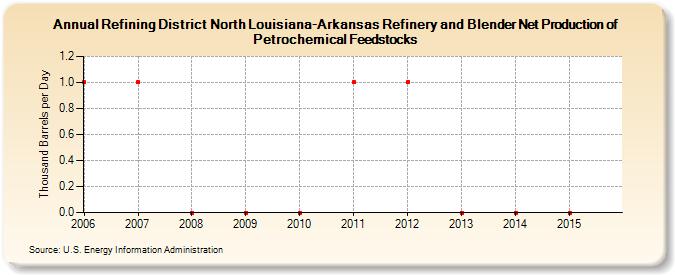 Annual Refining District North Louisiana-Arkansas Refinery and Blender Net Production of
Petrochemical Feedstocks
Thousand Barrels per Day
1.2
1.0
0.8
0.6
0.4
0.2
0.0
2006 2007 2008 2009 2010 2011 2012 2013 2014 2015
Source: U.S. Energy Information Administration